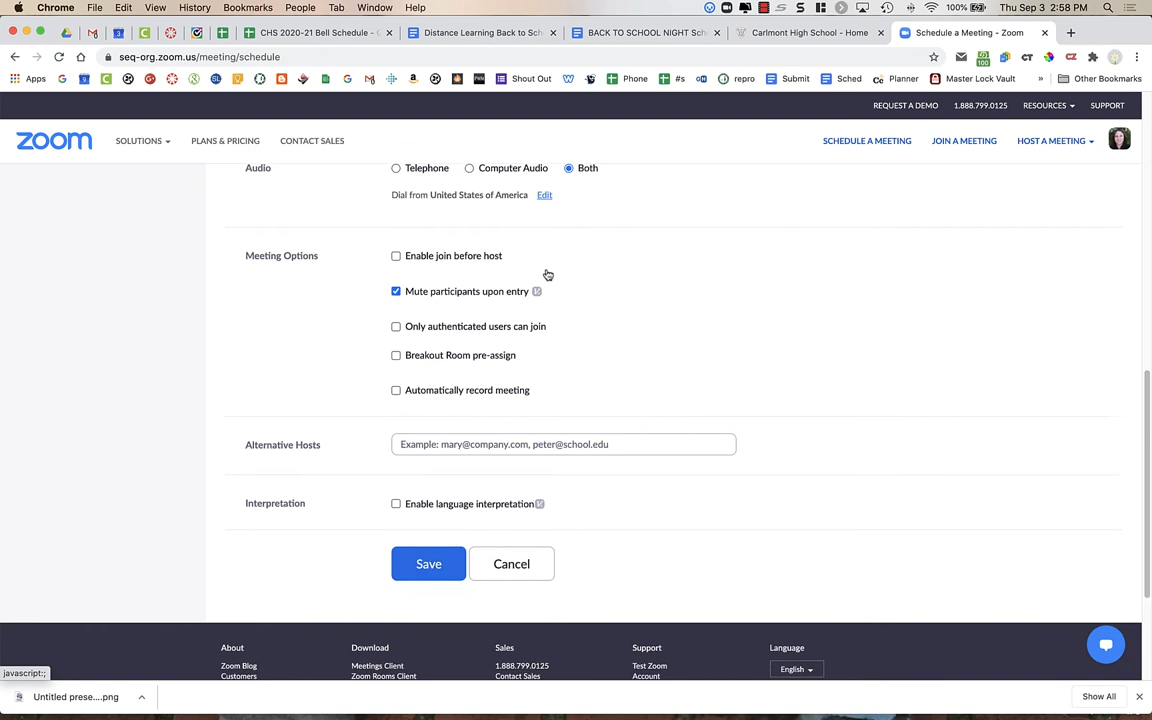 Chrome File Edit View History Bookmarks People Tab Window Help 100% Thu Sep 3 2:58 PM
CHS 2020-21 Bell Schedule - Distance Learning Back to Sc BACK TO SCHOOL NIGHT Sch Carlmont High School - Home Schedule a Meeting - Zoom
seq-org.zoom.us/meeting/schedule
Apps Shout Out Phone #s repro Submit Sched Planner Master Lock Vault » Other Bookmarks
REQUEST A DEMO 1.888.799.0125 RESOURCES SUPPORT
zoom SOLUTIONS PLANS & PRICING CONTACT SALES SCHEDULE A MEETING JOIN A MEETING HOST A MEETING
Audio Telephone Computer Audio Both
Dial from United States of America Edit
Meeting Options Enable join before host
Mute participants upon entry
Only authenticated users can join
Breakout Room pre-assign
Automatically record meeting
Alternative Hosts Example: mary@company.com, peter@school.edu
Interpretation Enable language interpretation
Save Cancel
About Download Sales Support Language
Zoom Blog Meetings Client 1.888.799.0125 Test Zoom English
Customers Zoom Rooms Client Contact Sales Account
javascript:;
Untitled prese....png Show All